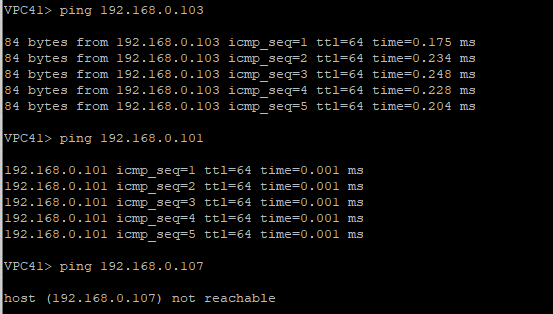 VPC41> ping 192.168.0.103
84 bytes from 192.168.0.103 icmp_seq=1 ttl=64 time=0.175 ms
84 bytes from 192.168.0.103 icmp_seq=2 ttl=64 time=0.234 ms
84 bytes from 192.168.0.103 icmp_seq=3 ttl=64 time=0.248 ms
84 bytes from 192.168.0.103 icmp_seq=4 ttl=64 time=0.228 ms
84 bytes from 192.168.0.103 icmp_seq=5 ttl=64 time=0.204 ms
VPC41> ping 192.168.0.101
192.168.0.101 icmp_seq=1 ttl=64 time=0.001 ms
192.168.0.101 icmp_seq=2 ttl=64 time=0.001 ms
192.168.0.101 icmp_seq=3 ttl=64 time=0.001 ms
192.168.0.101 icmp_seq=4 ttl=64 time=0.001 ms
192.168.0.101 icmp_seq=5 ttl=64 time=0.001 ms
VPC41> ping 192.168.0.107
host (192.168.0.107) not reachable